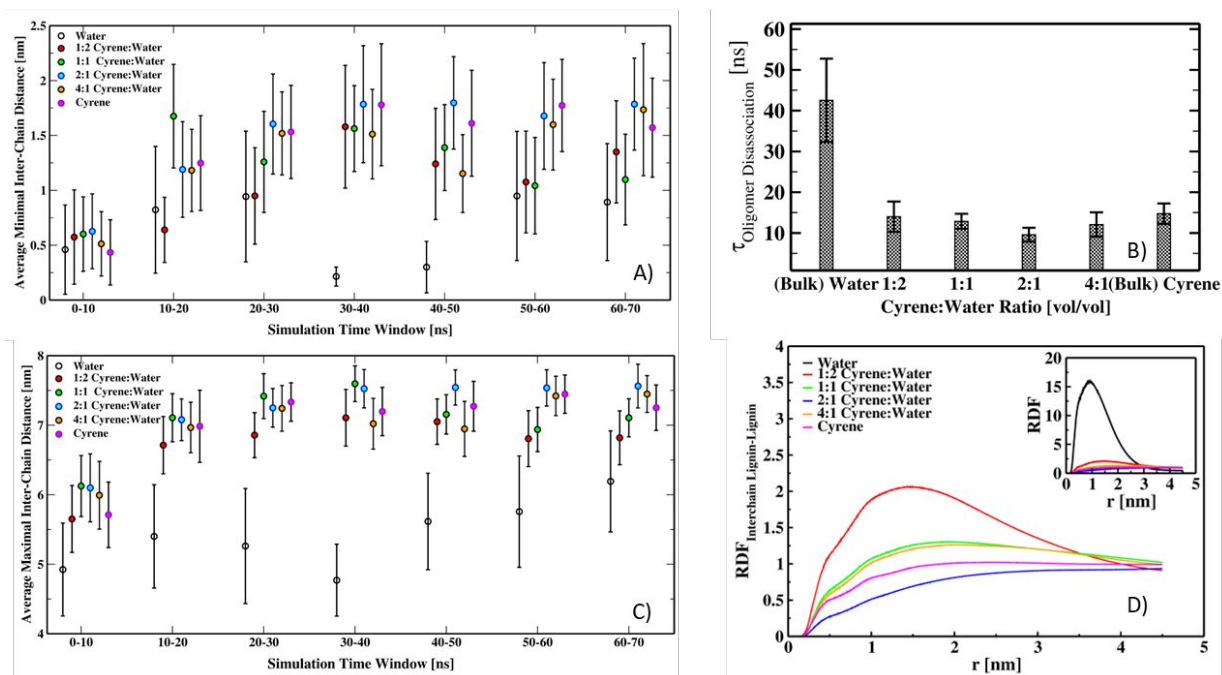 2.5
2
1.5
1
0.5
0
Average Minimal Inter-Chain Distance [nm]
Water
1:2 Cyrene:Water
1:1 Cyrene:Water
2:1 Cyrene:Water
4:1 Cyrene:Water
Cyrene
A)
0-10 10-20 20-30 30-40 40-50 50-60 60-70
Simulation Time Window [ns]
60
50
40
30
20
10
τOligomer Disassociation [ns]
B)
(Bulk) Water 1:2 1:1 2:1 4:1 (Bulk) Cyrene
Cyrene:Water Ratio [vol/vol]
8
7
6
5
4
Average Maximal Inter-Chain Distance [nm]
Water
1:2 Cyrene:Water
1:1 Cyrene:Water
2:1 Cyrene:Water
4:1 Cyrene:Water
Cyrene
C)
0-10 10-20 20-30 30-40 40-50 50-60 60-70
Simulation Time Window [ns]
4
3.5
3
2.5
2
1.5
1
0.5
0
RDFInterchain Lignin-Lignin
Water
1:2 Cyrene:Water
1:1 Cyrene:Water
2:1 Cyrene:Water
4:1 Cyrene:Water
Cyrene
20
15
10
5
0
RDF
0 1 2 3 4 5
r [nm]
D)
0 1 2 3 4 5
r [nm]